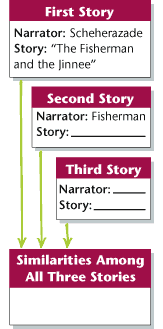 First Story
Narrator: Scheherazade
Story: “The Fisherman
and the Jinnee”
Second Story
Narrator: Fisherman
Story:
Third Story
Narrator:
Story:
Similarities Among
All Three Stories